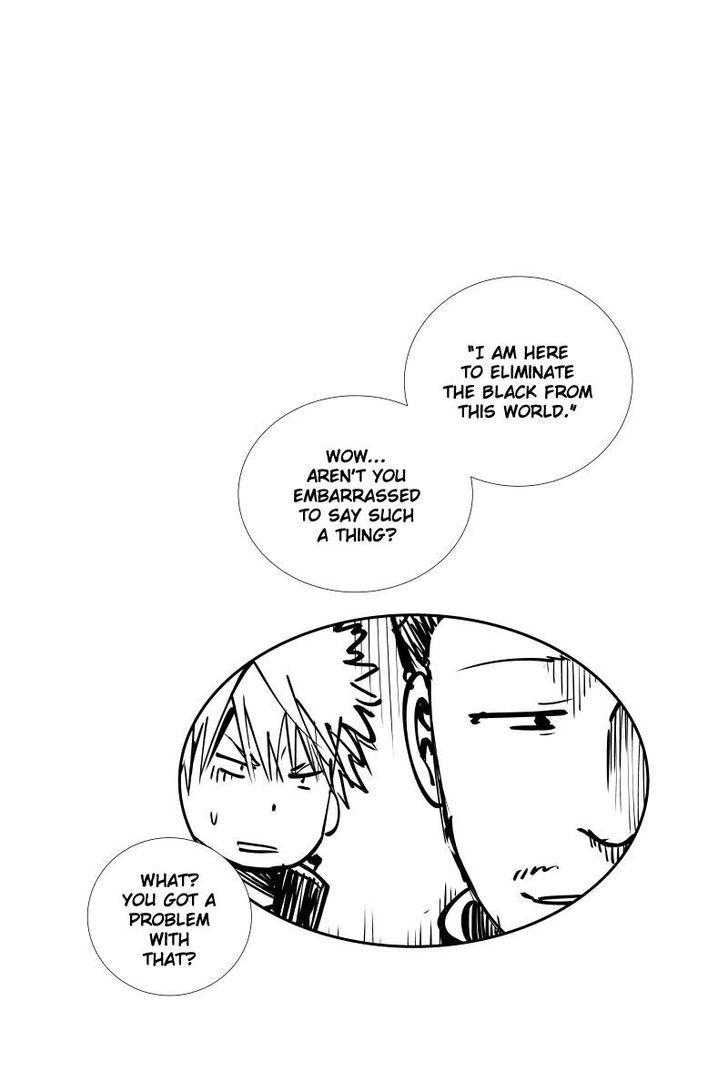 "I AM HERE
TO ELIMINATE
THE BLACK FROM
THIS WORLD."
WOW...
AREN'T YOU
EMBARRASSED
TO SAY SUCH
A THING?
WHAT?
YOU GOT A
PROBLEM
WITH
THAT?